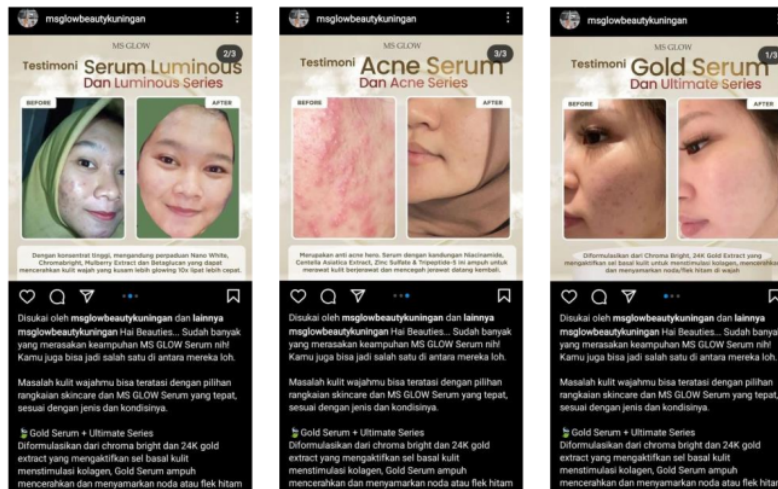 msglowbeautykuningan
2/3
MS GLOW
Testimoni Serum Luminous
Dan Luminous Series
BEFORE
AFTER
Dengan konsentrat tinggi, mengandung perpaduan Nano White,
Chromabright, Mulberry Extract dan Betaglucan yang dapat
mencerahkan kulit wajah yang kusam lebih glowing 10x lipat lebih cepat.
Disukai oleh msglowbeautykuningan dan lainnya
msglowbeautykuningan Hai Beauties... Sudah banyak
yang merasakan keampuhan MS GLOW Serum nih!
Kamu juga bisa jadi salah satu di antara mereka loh.
Masalah kulit wajahmu bisa teratasi dengan pilihan
rangkaian skincare dan MS GLOW Serum yang tepat,
sesuai dengan jenis dan kondisinya.
Gold Serum + Ultimate Series
Diformulasikan dari chroma bright dan 24K gold
extract yang mengaktifkan sel basal kulit
menstimulasi kolagen, Gold Serum ampuh
mencerahkan dan menyamarkan noda atau flek hitam
msglowbeautykuningan
3/3
MS GLOW
Testimoni Acne Serum
Dan Acne Series
BEFORE
AFTER
Merupakan anti acne hero. Serum dengan kandungan Niacinamide,
Centella Asiatica Extract, Zinc Sulfate & Tripeptide-5 ini ampuh untuk
merawat kulit berjerawat dan mencegah jerawat datang kembali.
Disukai oleh msglowbeautykuningan dan lainnya
msglowbeautykuningan Hai Beauties... Sudah banyak
yang merasakan keampuhan MS GLOW Serum nih!
Kamu juga bisa jadi salah satu di antara mereka loh.
Masalah kulit wajahmu bisa teratasi dengan pilihan
rangkaian skincare dan MS GLOW Serum yang tepat,
sesuai dengan jenis dan kondisinya.
Gold Serum + Ultimate Series
Diformulasikan dari chroma bright dan 24K gold
extract yang mengaktifkan sel basal kulit
menstimulasi kolagen, Gold Serum ampuh
mencerahkan dan menyamarkan noda atau flek hitam
msglowbeautykuningan
1/3
MS GLOW
Testimoni Gold Serum
Dan Ultimate Series
BEFORE
AFTER
Diformulasikan dari Chroma Bright, 24K Gold Extract yang
mengaktifkan sel basal kulit untuk menstimulasi kolagen, mencerahkan
dan menyamarkan noda/flek hitam di wajah
Disukai oleh msglowbeautykuningan dan lainnya
msglowbeautykuningan Hai Beauties... Sudah banyak
yang merasakan keampuhan MS GLOW Serum nih!
Kamu juga bisa jadi salah satu di antara mereka loh.
Masalah kulit wajahmu bisa teratasi dengan pilihan
rangkaian skincare dan MS GLOW Serum yang tepat,
sesuai dengan jenis dan kondisinya.
Gold Serum + Ultimate Series
Diformulasikan dari chroma bright dan 24K gold
extract yang mengaktifkan sel basal kulit
menstimulasi kolagen, Gold Serum ampuh
mencerahkan dan menyamarkan noda atau flek hitam